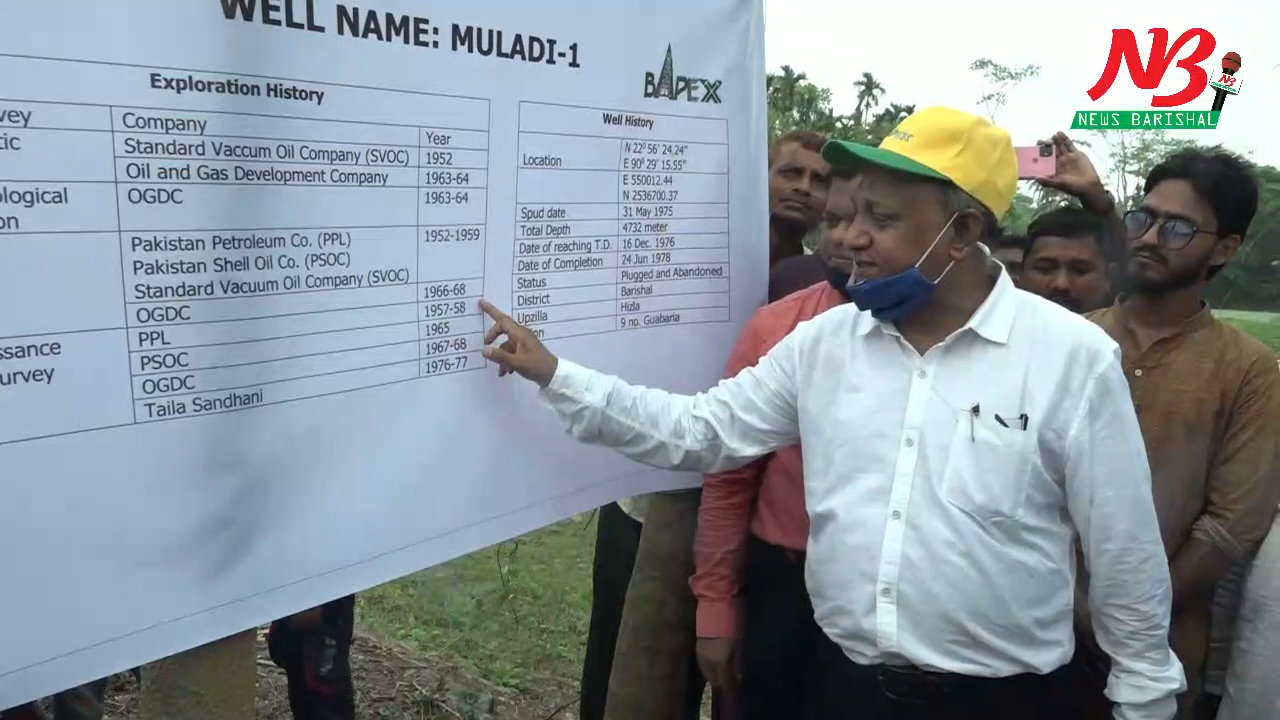 WELL NAME: MULADI-1
BAPEX
NB
NB
NEWS BARISHAL
Exploration History
vey Company Year
tic Standard Vaccum Oil Company (SVOC) 1952
Oil and Gas Development Company 1963-64
ological OGDC 1963-64
on
Pakistan Petroleum Co. (PPL) 1952-1959
Pakistan Shell Oil Co. (PSOC)
Standard Vacuum Oil Company (SVOC)
OGDC 1966-68
PPL 1957-58
ssance PSOC 1965
urvey OGDC 1967-68
Taila Sandhani 1976-77
Well History
Location N 22° 56' 24.24"
E 90° 29' 15.55"
E 550012.44
N 2536700.37
Spud date 31 May 1975
Total Depth 4732 meter
Date of reaching T.D. 16 Dec. 1976
Date of Completion 24 Jun 1978
Status Plugged and Abandoned
District Barishal
Upzilla Hizla
on 9 no. Guabaria